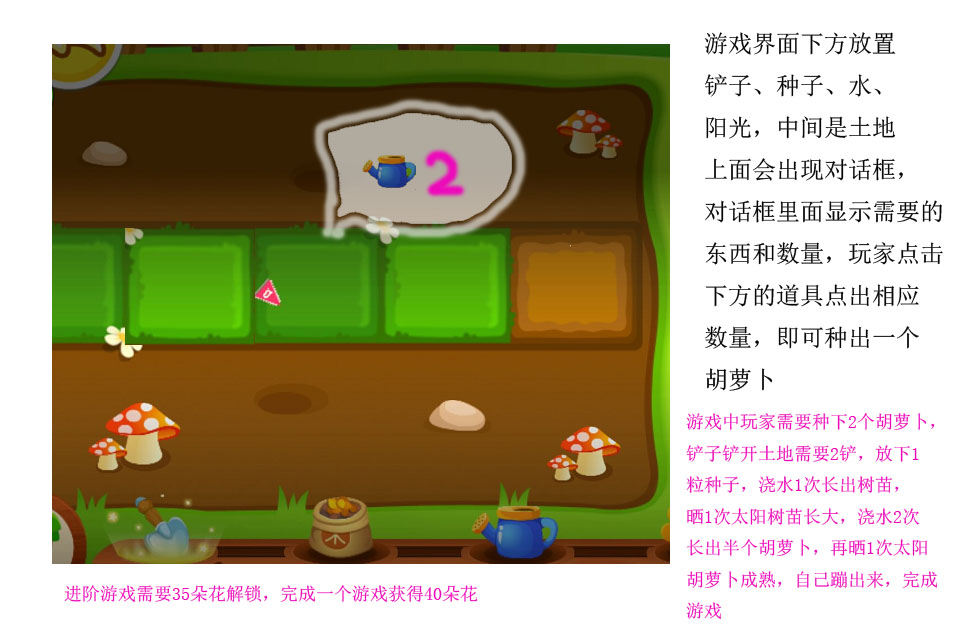 游戏界面下方放置
铲子、种子、水、
阳光，中间是土地
上面会出现对话框，
对话框里面显示需要的
东西和数量，玩家点击
下方的道具点出相应
数量，即可种出一个
胡萝卜
2
游戏中玩家需要种下2个胡萝卜，
铲子铲开土地需要2铲，放下1
粒种子，浇水1次长出树苗，
晒1次太阳树苗长大，浇水2次
长出半个胡萝卜，再晒1次太阳
胡萝卜成熟，自己蹦出来，完成
游戏
进阶游戏需要35朵花解锁，完成一个游戏获得40朵花